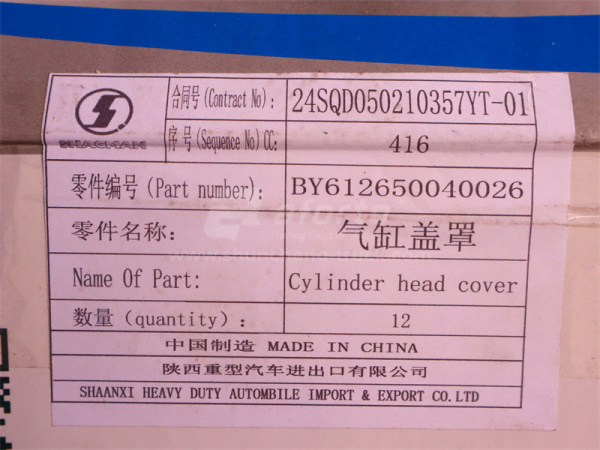 合同号(Contract No): 24SQD050210357YT-01
SHACMAN 序号(Sequence No)CC: 416
零件编号(Part number): BY612650040026
零件名称: 气缸盖罩
Name Of Part: Cylinder head cover
数量(quantity): 12
中国制造 MADE IN CHINA
陕西重型汽车进出口有限公司
SHAANXI HEAVY DUTY AUTOMBILE IMPORT & EXPORT CO.LTD